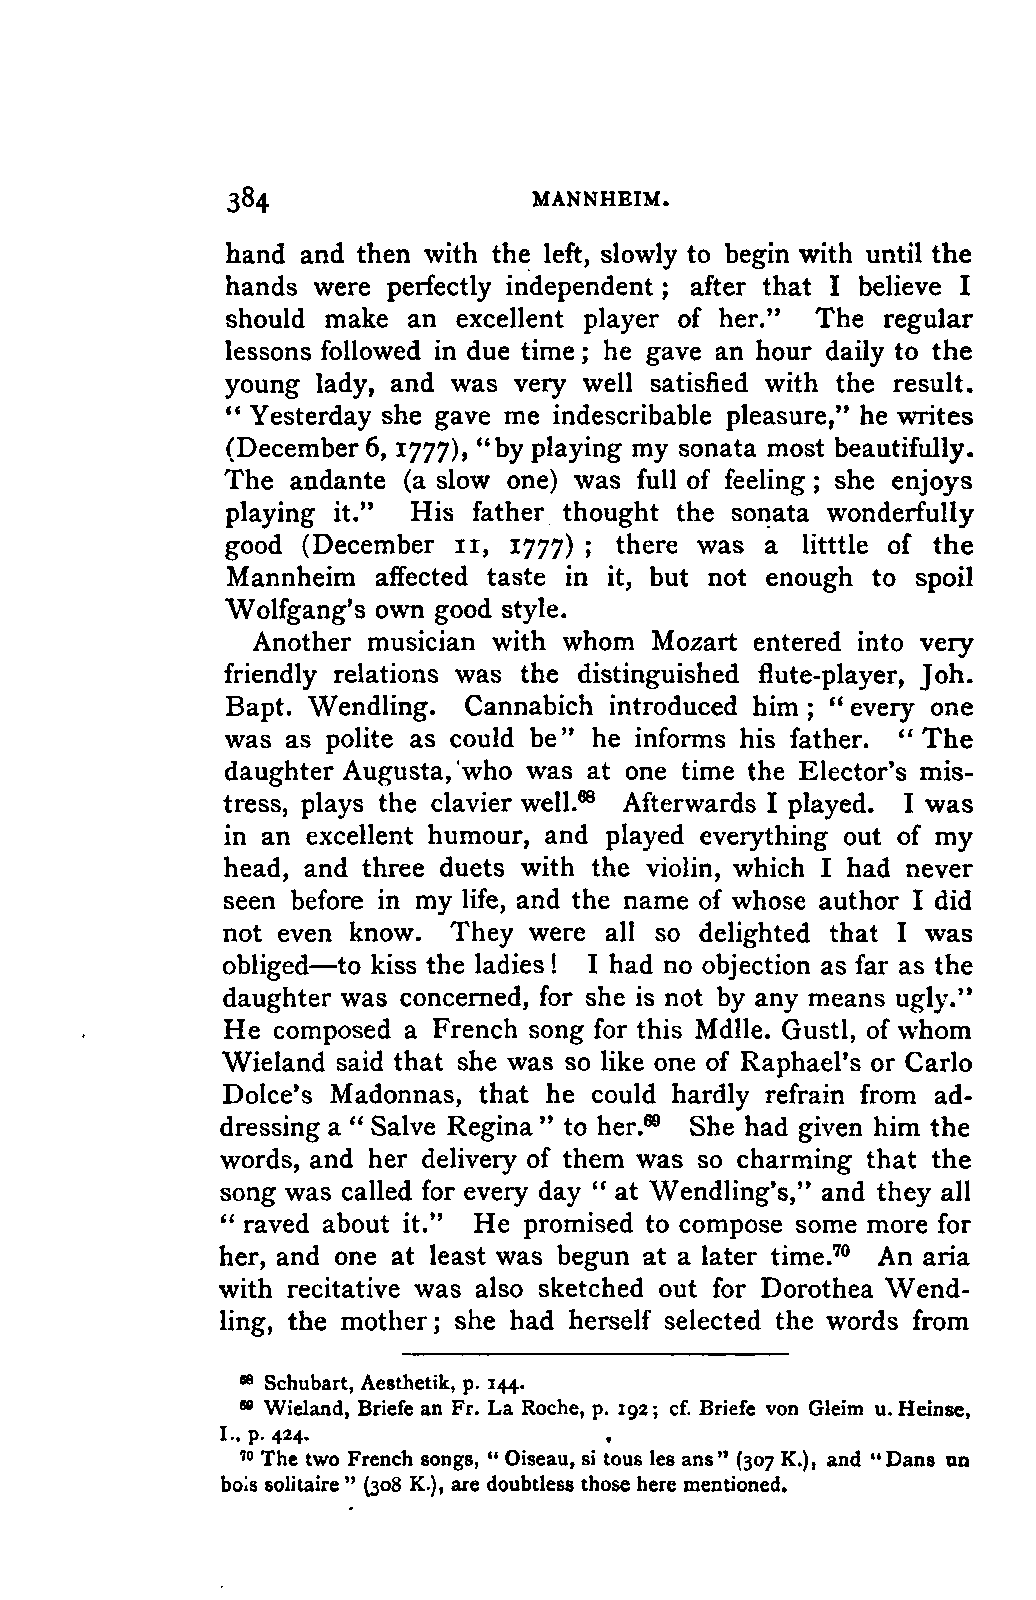 384 MANNHEIM.
hand and then with the left, slowly to begin with until the
hands were perfectly independent; after that I believe I
should make an excellent player of her." The regular
lessons followed in due time; he gave an hour daily to the
young lady, and was very well satisfied with the result.
"Yesterday she gave me indescribable pleasure," he writes
(December 6, 1777), "by playing my sonata most beautifully.
The andante (a slow one) was full of feeling; she enjoys
playing it." His father thought the sonata wonderfully
good (December 11, 1777); there was a litttle of the
Mannheim affected taste in it, but not enough to spoil
Wolfgang's own good style.
Another musician with whom Mozart entered into very
friendly relations was the distinguished flute-player, Joh.
Bapt. Wendling. Cannabich introduced him; "every one
was as polite as could be" he informs his father. "The
daughter Augusta, who was at one time the Elector's mis-
tress, plays the clavier well.⁶⁸ Afterwards I played. I was
in an excellent humour, and played everything out of my
head, and three duets with the violin, which I had never
seen before in my life, and the name of whose author I did
not even know. They were all so delighted that I was
obliged—to kiss the ladies! I had no objection as far as the
daughter was concerned, for she is not by any means ugly."
He composed a French song for this Mdlle. Gustl, of whom
Wieland said that she was so like one of Raphael's or Carlo
Dolce's Madonnas, that he could hardly refrain from ad-
dressing a "Salve Regina" to her.⁶⁹ She had given him the
words, and her delivery of them was so charming that the
song was called for every day "at Wendling's," and they all
"raved about it." He promised to compose some more for
her, and one at least was begun at a later time.⁷⁰ An aria
with recitative was also sketched out for Dorothea Wend-
ling, the mother; she had herself selected the words from
⁶⁸ Schubart, Aesthetik, p. 144.
⁶⁹ Wieland, Briefe an Fr. La Roche, p. 192; cf. Briefe von Gleim u. Heinse,
I., p. 424.
⁷⁰ The two French songs, "Oiseau, si tous les ans" (307 K.), and "Dans un
bois solitaire" (308 K.), are doubtless those here mentioned.